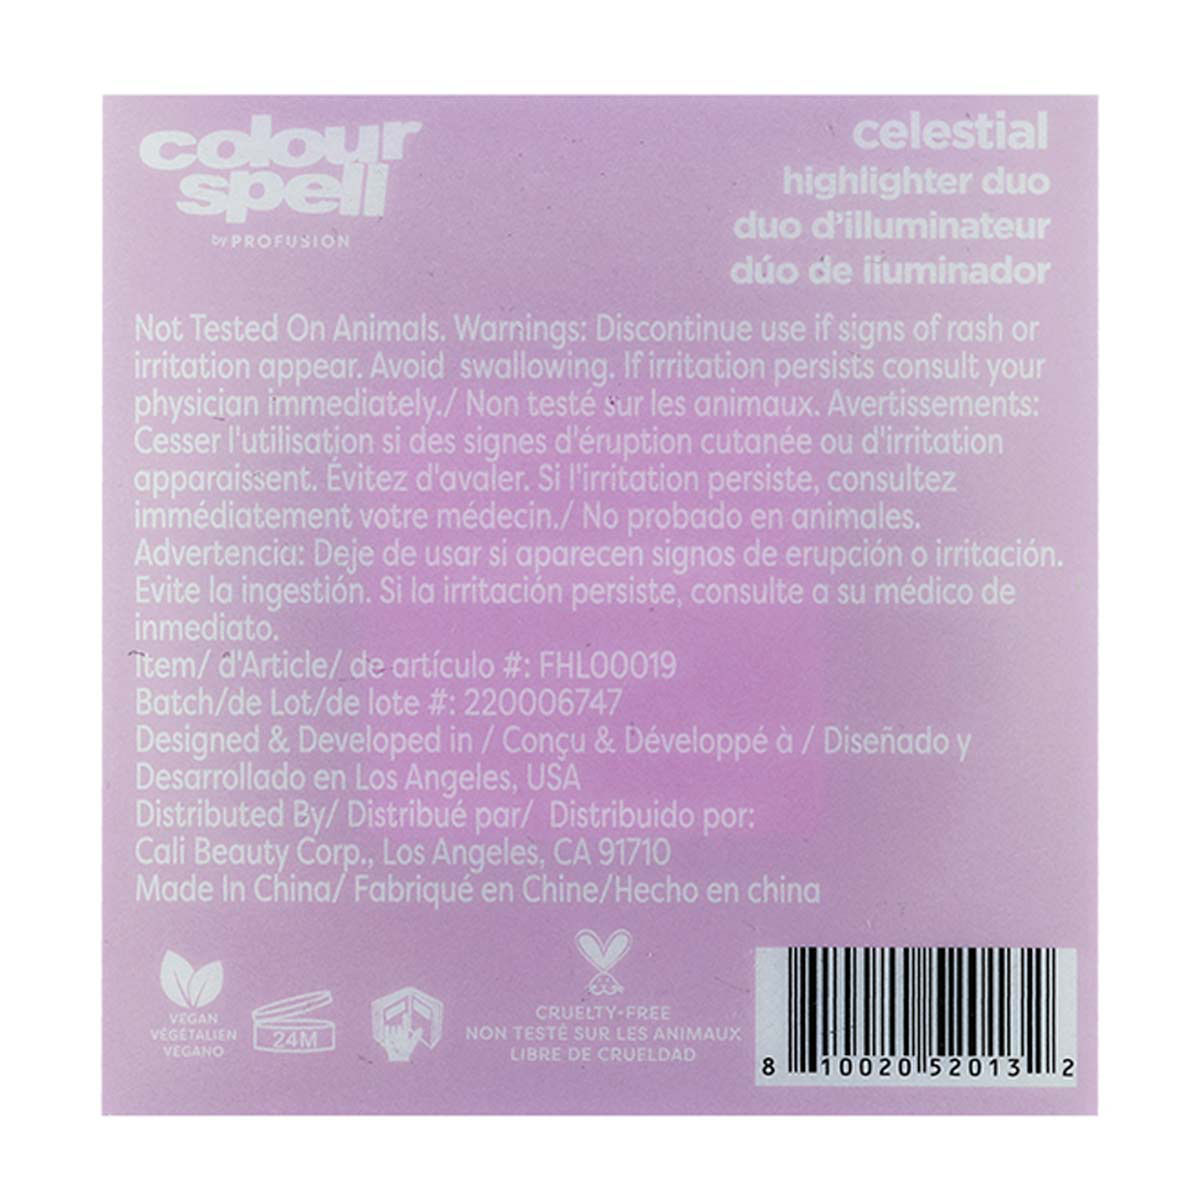 colour
spell
by PROFUSION
celestial
highlighter duo
duo d'illuminateur
dúo de iluminador
Not Tested On Animals. Warnings: Discontinue use if signs of rash or
irritation appear. Avoid swallowing. If irritation persists consult your
physician immediately./ Non testé sur les animaux. Avertissements:
Cesser l'utilisation si des signes d'éruption cutanée ou d'irritation
apparaissent. Évitez d'avaler. Si l'irritation persiste, consultez
immédiatement votre médecin./ No probado en animales.
Advertencia: Deje de usar si aparecen signos de erupción o irritación.
Evite la ingestión. Si la irritación persiste, consulte a su médico de
inmediato.
Item/ d'Article/ de artículo #: FHL00019
Batch/de Lot/de lote #: 220006747
Designed & Developed in / Conçu & Développé à / Diseñado y
Desarrollado en Los Angeles, USA
Distributed By/ Distribué par/ Distribuido por:
Cali Beauty Corp., Los Angeles, CA 91710
Made In China/ Fabriqué en Chine/Hecho en china
VEGAN
VÉGÉTALIEN
VEGANO
24M
CRUELTY-FREE
NON TESTÉ SUR LES ANIMAUX
LIBRE DE CRUELDAD
8 10020 52013 2